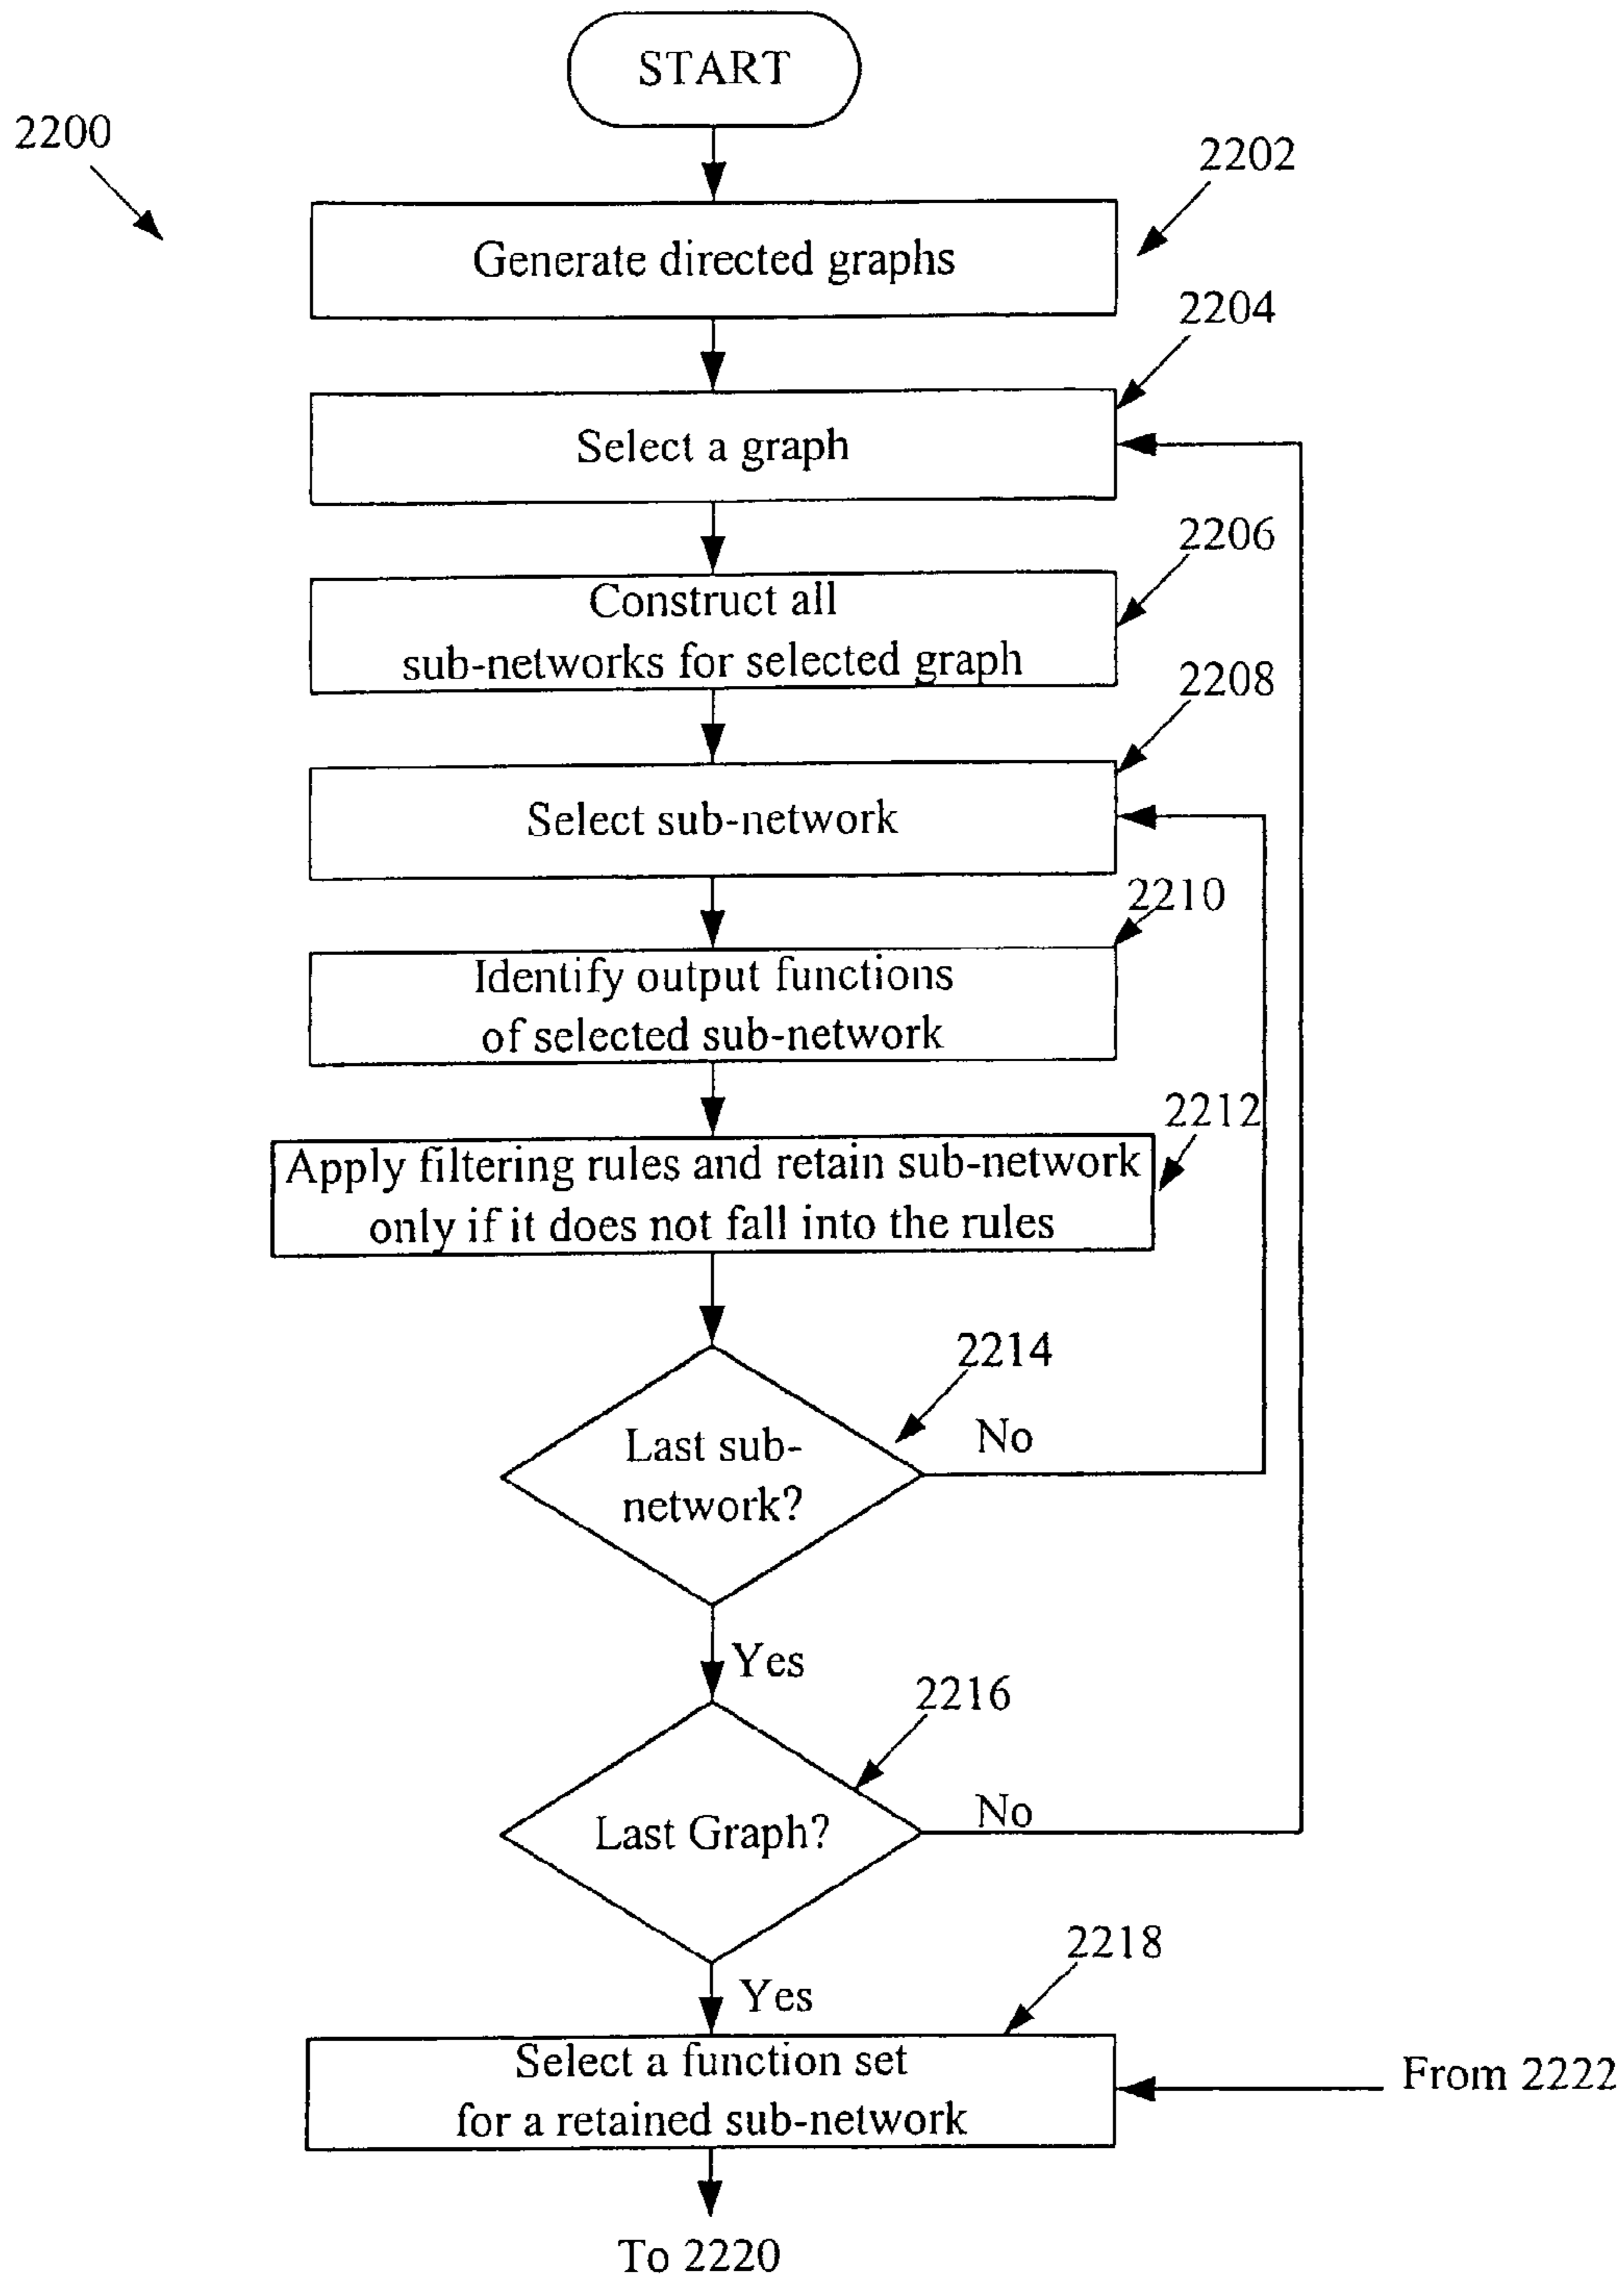 START
2200
2202
Generate directed graphs
2204
Select a graph
2206
Construct all
sub-networks for selected graph
2208
Select sub-network
2210
Identify output functions
of selected sub-network
2212
Apply filtering rules and retain sub-network
only if it does not fall into the rules
2214
Last sub-
network?
No
Yes
2216
Last Graph?
No
Yes
2218
Select a function set
for a retained sub-network
From 2222
To 2220